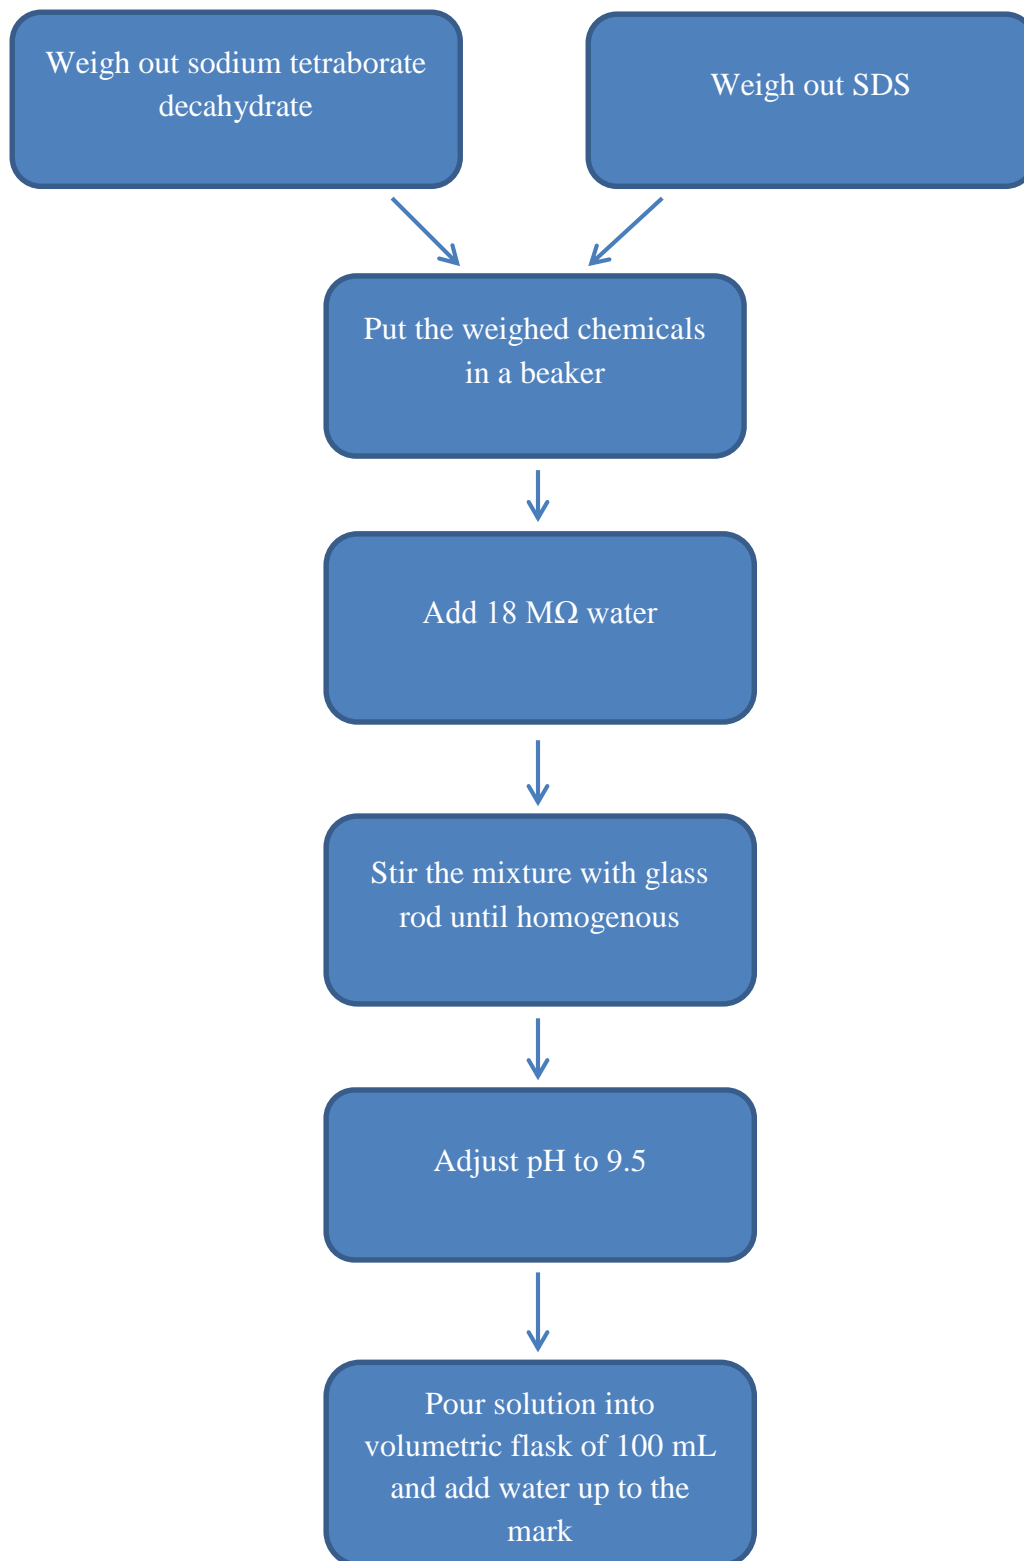 Weigh out sodium tetraborate
decahydrate
Weigh out SDS
Put the weighed chemicals
in a beaker
Add 18 MΩ water
Stir the mixture with glass
rod until homogenous
Adjust pH to 9.5
Pour solution into
volumetric flask of 100 mL
and add water up to the
mark